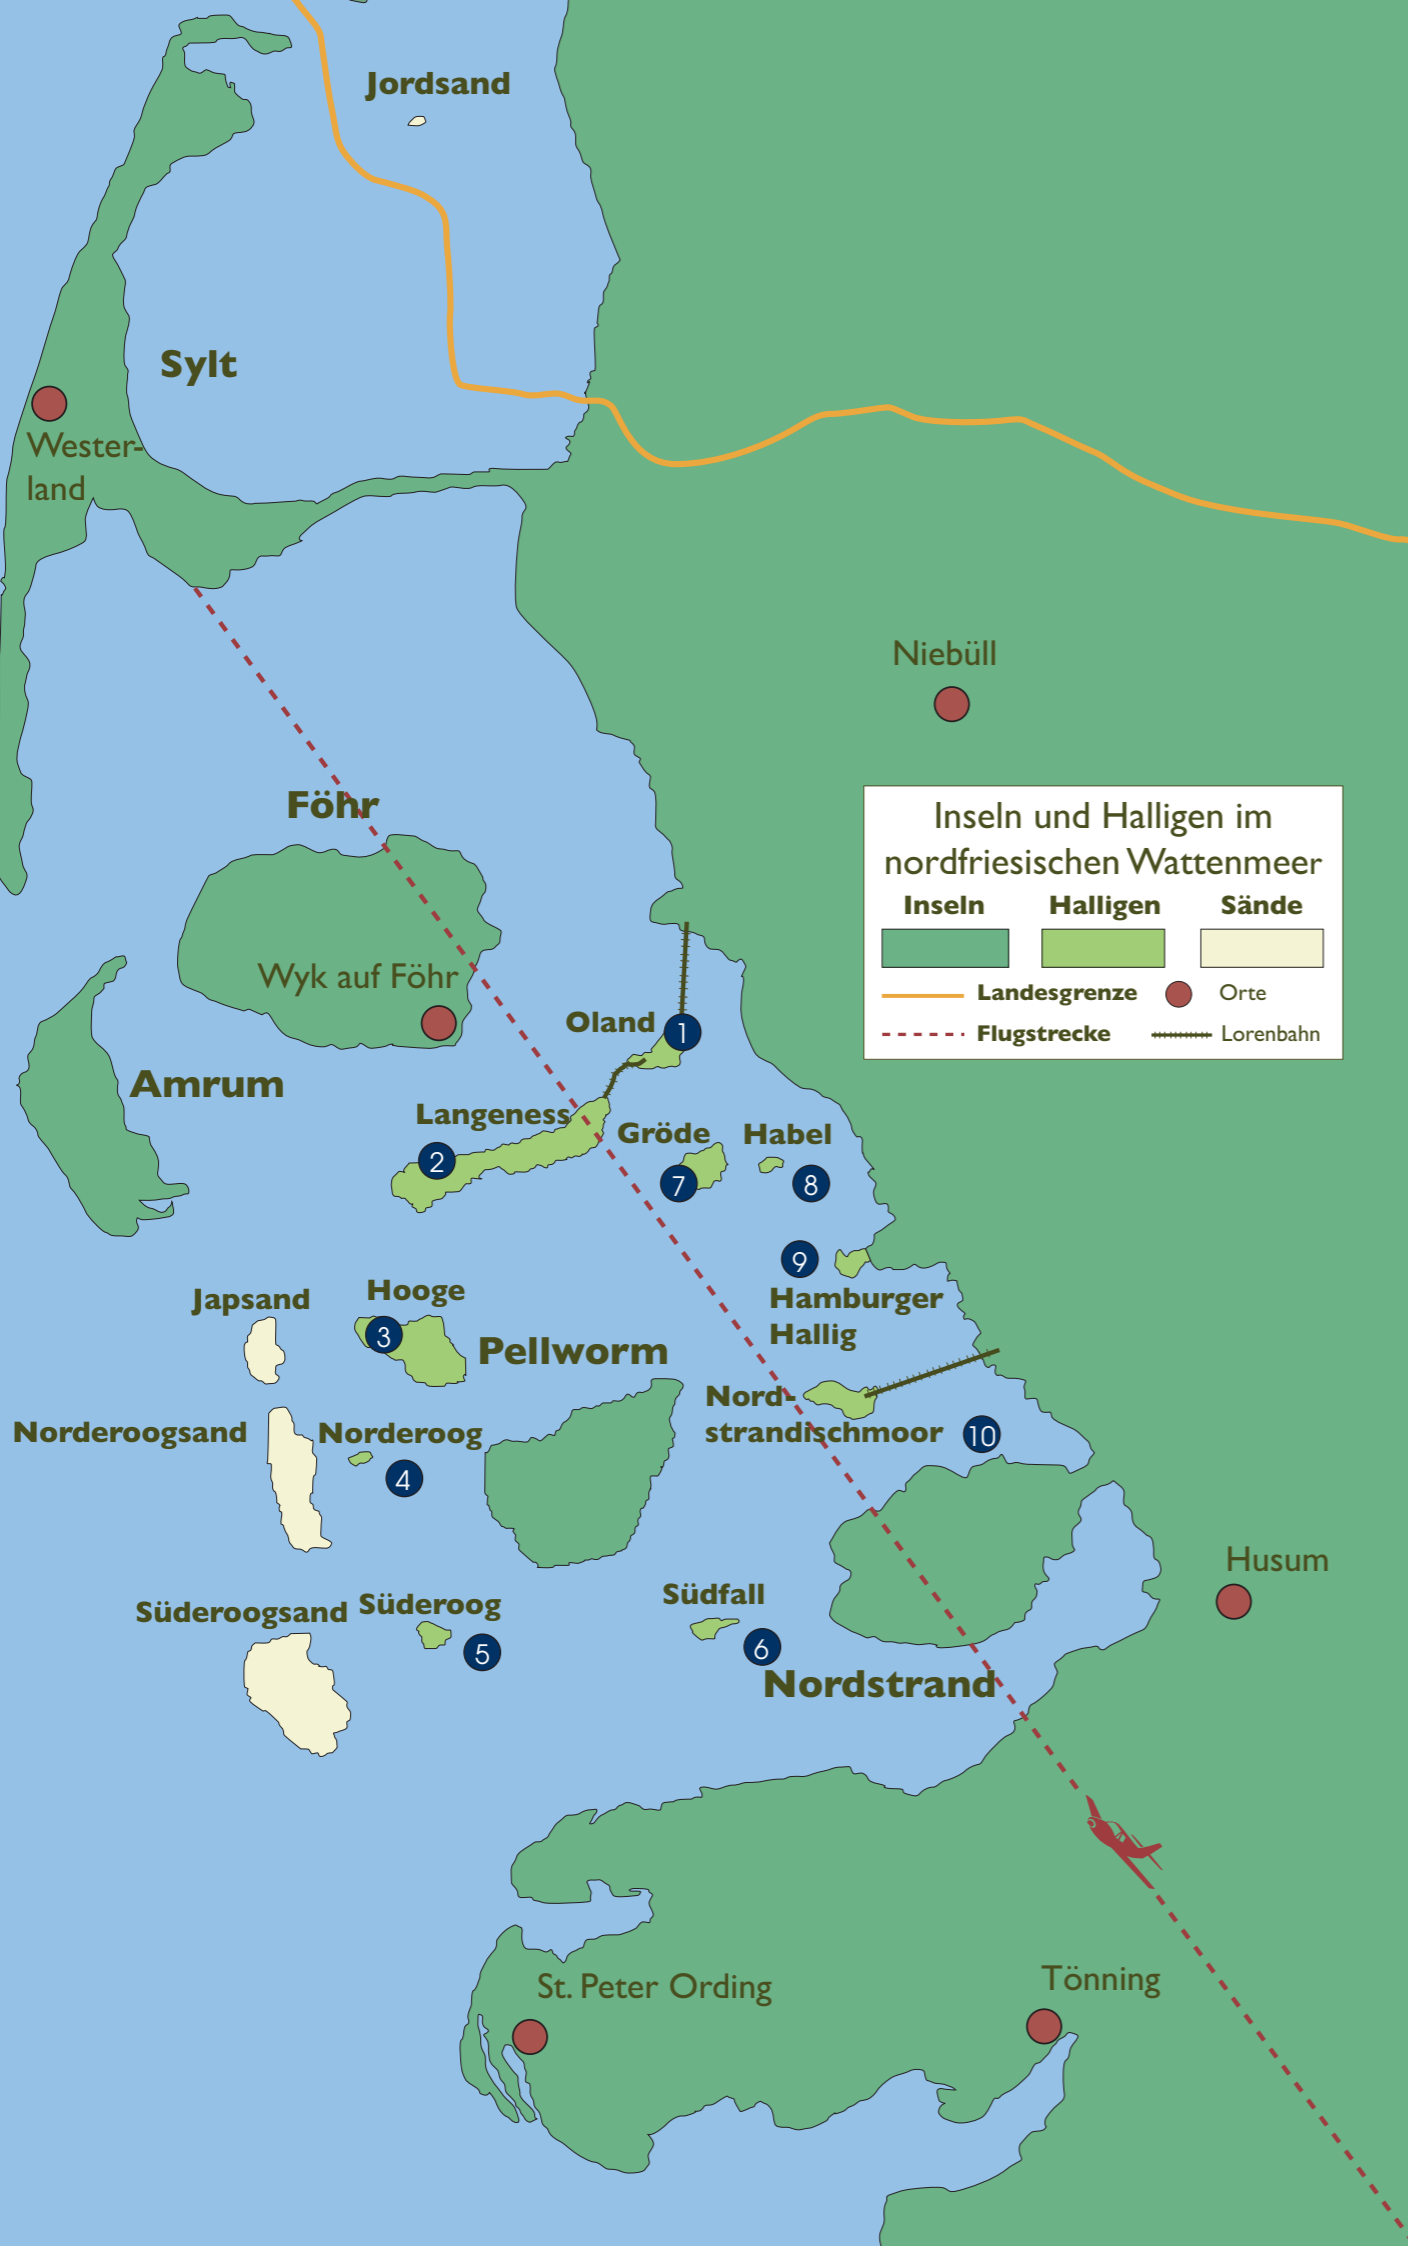 Jordsand
Sylt
Wester-
land
Niebüll
Föhr
Inseln und Halligen im
nordfriesischen Wattenmeer
Inseln
Halligen
Sände
Landesgrenze
Orte
Flugstrecke
Lorenbahn
Wyk auf Föhr
Oland
1
Amrum
Langeness
2
Gröde
7
Habel
8
9
Hamburger
Hallig
Japsand
Hooge
3
Pellworm
Nord-
strandischmoor
10
Norderoogsand
Norderoog
4
Husum
Süderoogsand
Süderoog
5
Südfall
6
Nordstrand
St. Peter Ording
Tönning